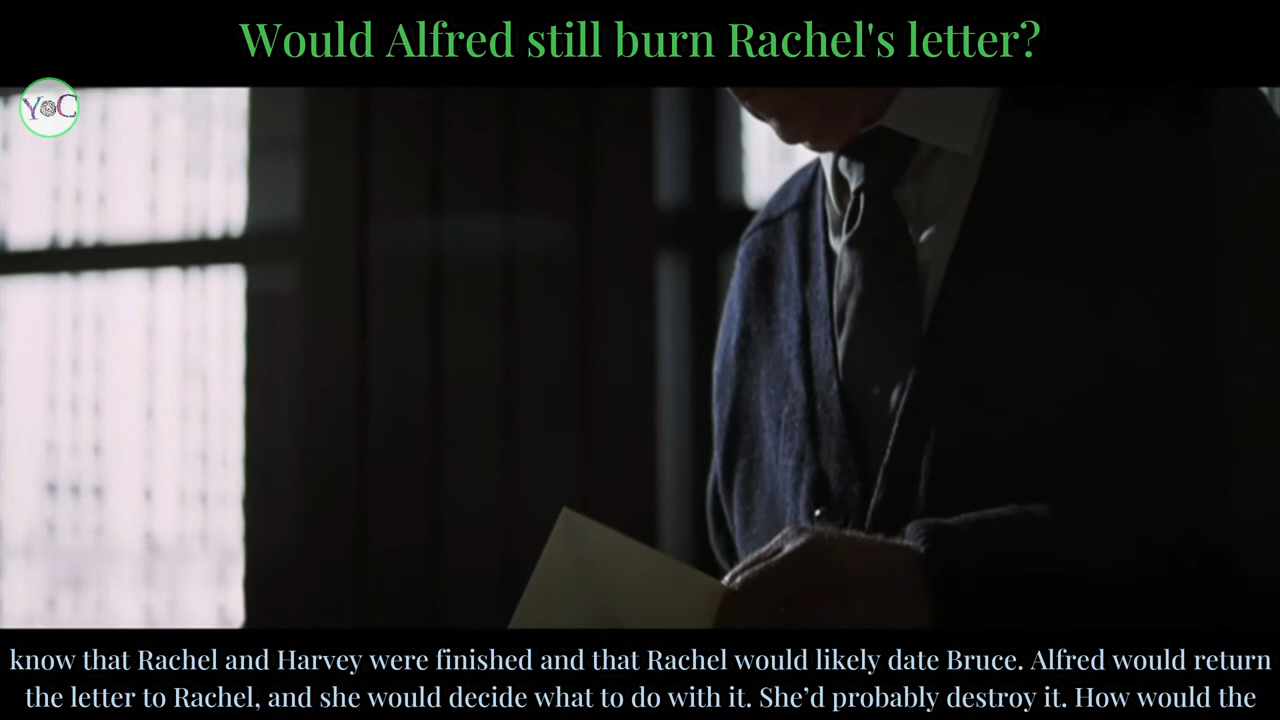 Would Alfred still burn Rachel's letter?
YC
know that Rachel and Harvey were finished and that Rachel would likely date Bruce. Alfred would return
the letter to Rachel, and she would decide what to do with it. She’d probably destroy it. How would the